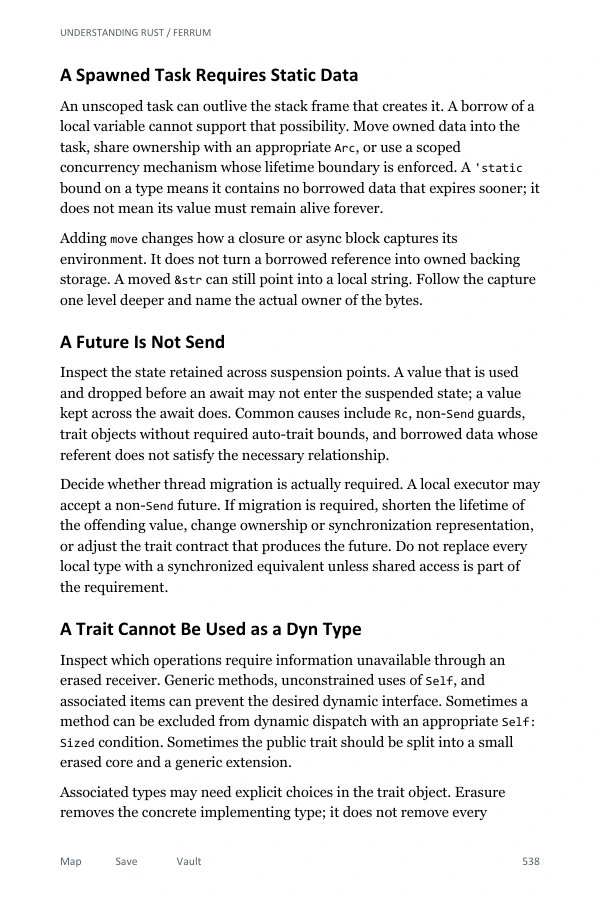 UNDERSTANDING RUST / FERRUM
A Spawned Task Requires Static Data
An unscoped task can outlive the stack frame that creates it. A borrow of a
local variable cannot support that possibility. Move owned data into the
task, share ownership with an appropriate Arc, or use a scoped
concurrency mechanism whose lifetime boundary is enforced. A 'static
bound on a type means it contains no borrowed data that expires sooner; it
does not mean its value must remain alive forever.
Adding move changes how a closure or async block captures its
environment. It does not turn a borrowed reference into owned backing
storage. A moved &str can still point into a local string. Follow the capture
one level deeper and name the actual owner of the bytes.
A Future Is Not Send
Inspect the state retained across suspension points. A value that is used
and dropped before an await may not enter the suspended state; a value
kept across the await does. Common causes include Rc, non-Send guards,
trait objects without required auto-trait bounds, and borrowed data whose
referent does not satisfy the necessary relationship.
Decide whether thread migration is actually required. A local executor may
accept a non-Send future. If migration is required, shorten the lifetime of
the offending value, change ownership or synchronization representation,
or adjust the trait contract that produces the future. Do not replace every
local type with a synchronized equivalent unless shared access is part of
the requirement.
A Trait Cannot Be Used as a Dyn Type
Inspect which operations require information unavailable through an
erased receiver. Generic methods, unconstrained uses of Self, and
associated items can prevent the desired dynamic interface. Sometimes a
method can be excluded from dynamic dispatch with an appropriate Self:
Sized condition. Sometimes the public trait should be split into a small
erased core and a generic extension.
Associated types may need explicit choices in the trait object. Erasure
removes the concrete implementing type; it does not remove every
Map Save Vault 538